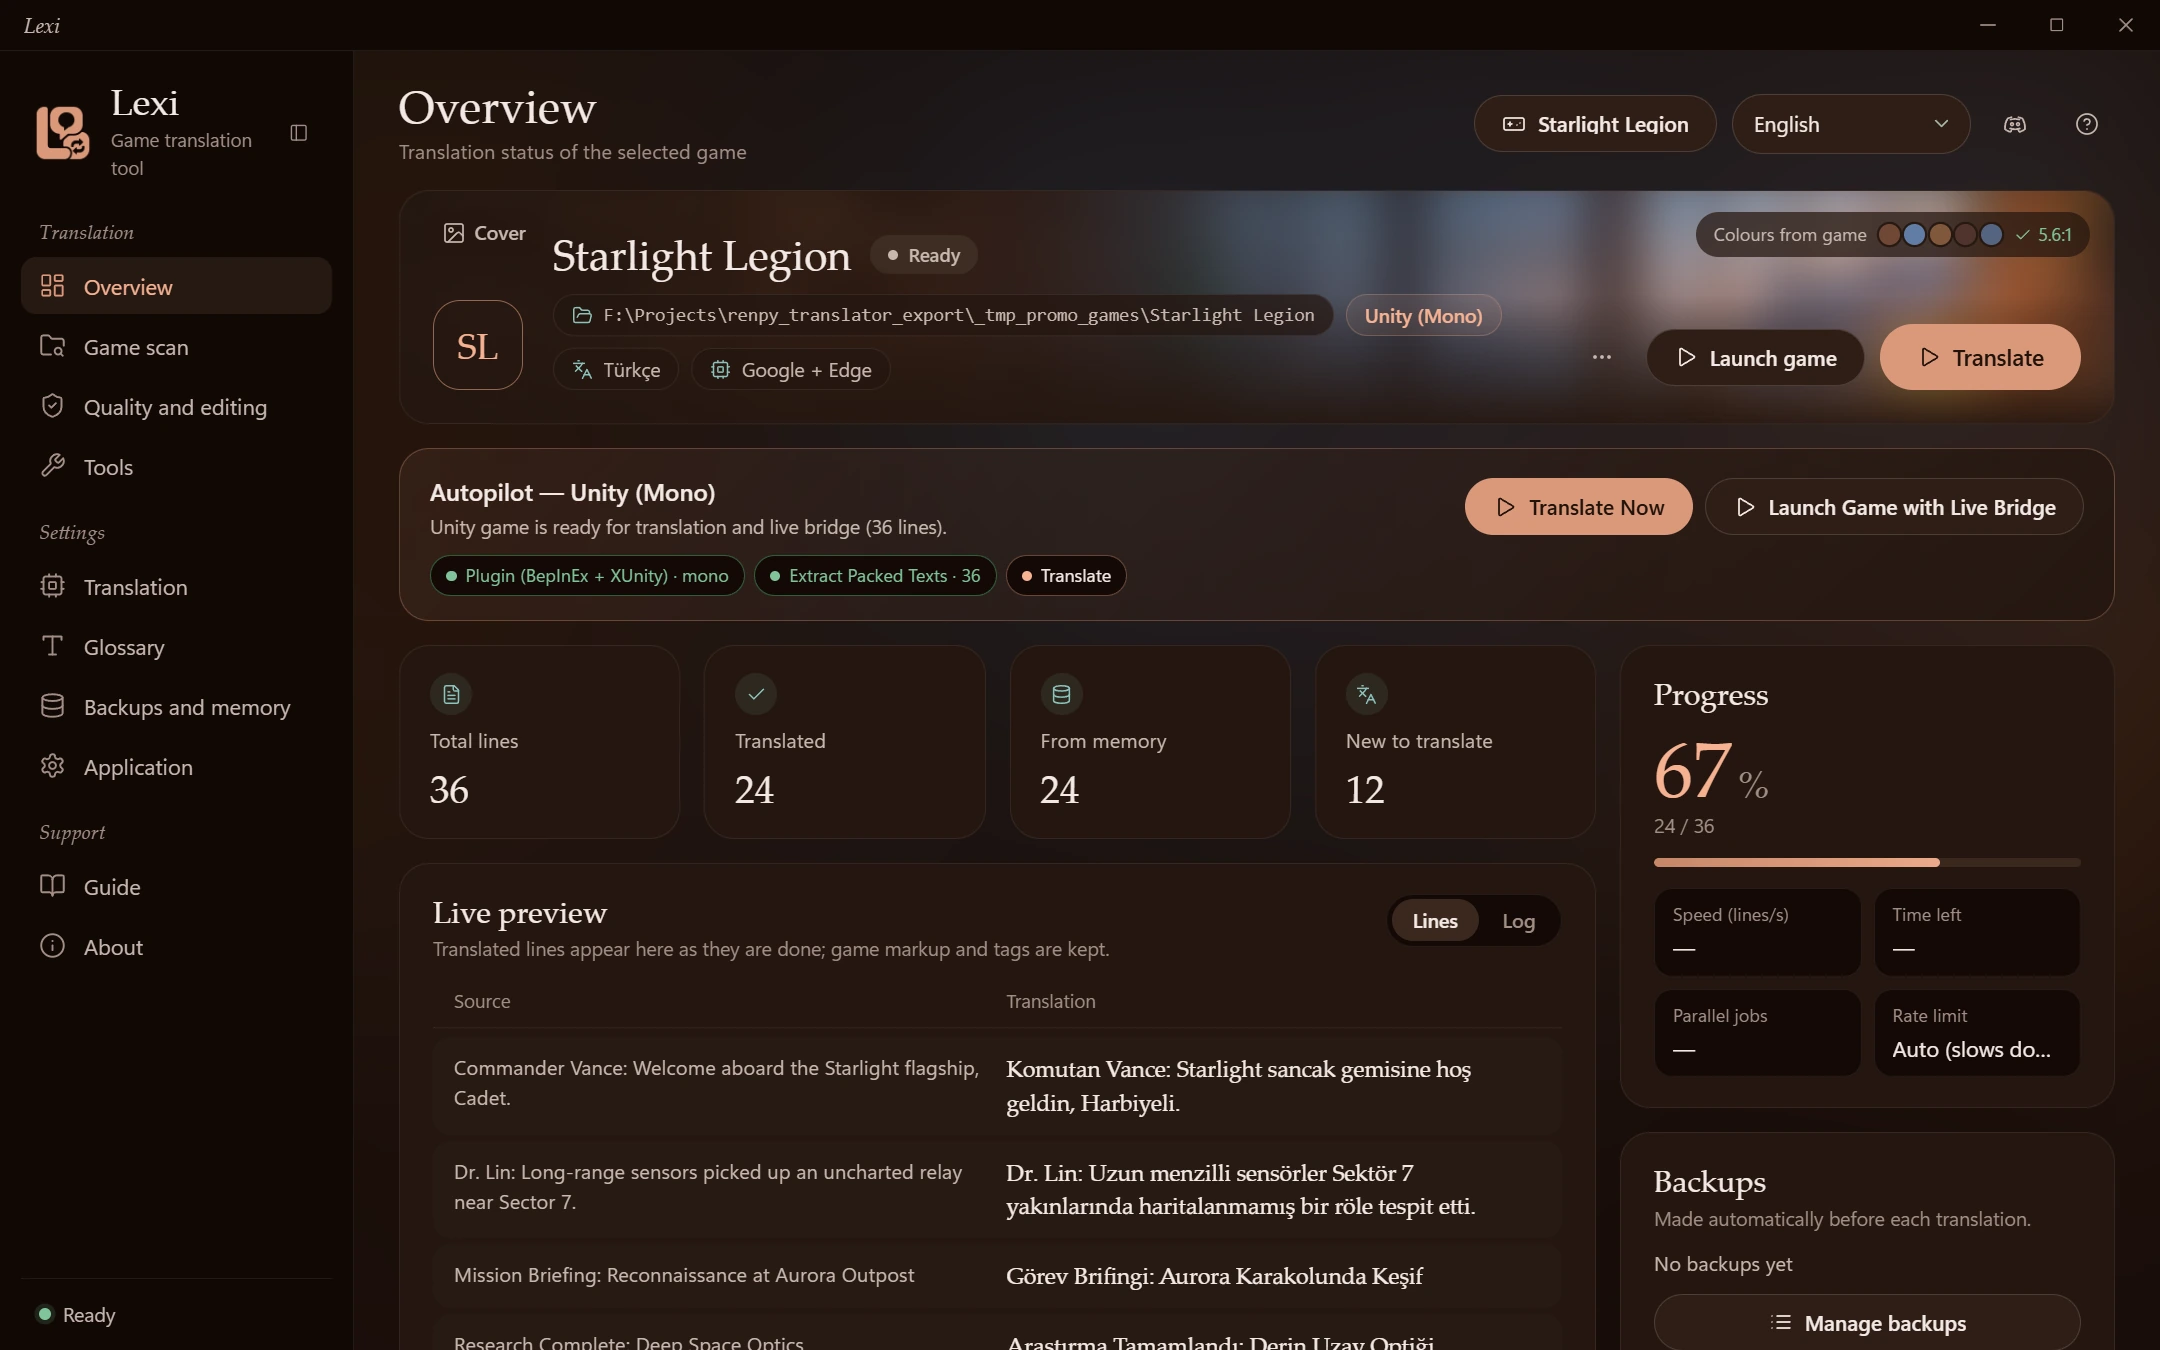 Lexi
Lexi
Game translation
tool
Translation
Overview
Game scan
Quality and editing
Tools
Settings
Translation
Glossary
Backups and memory
Application
Support
Guide
About
Ready
Overview
Translation status of the selected game
Starlight Legion
English
Cover
Starlight Legion
Ready
Colours from game
5.6:1
SL
F:\Projects\renpy_translator_export\_tmp_promo_games\Starlight Legion
Unity (Mono)
Türkçe
Google + Edge
Launch game
Translate
Autopilot — Unity (Mono)
Unity game is ready for translation and live bridge (36 lines).
Plugin (BepInEx + XUnity) · mono
Extract Packed Texts · 36
Translate
Translate Now
Launch Game with Live Bridge
Total lines
36
Translated
24
From memory
24
New to translate
12
Progress
67 %
24 / 36
Speed (lines/s)
—
Time left
—
Parallel jobs
—
Rate limit
Auto (slows do...
Live preview
Translated lines appear here as they are done; game markup and tags are kept.
Lines
Log
Source
Translation
Commander Vance: Welcome aboard the Starlight flagship,
Cadet.
Komutan Vance: Starlight sancak gemisine hoş
geldin, Harbiyeli.
Dr. Lin: Long-range sensors picked up an uncharted relay
near Sector 7.
Dr. Lin: Uzun menzilli sensörler Sektör 7
yakınlarında haritalanmamış bir röle tespit etti.
Mission Briefing: Reconnaissance at Aurora Outpost
Görev Brifingi: Aurora Karakolunda Keşif
Research Complete: Deep Space Optics
Araştırma Tamamlandı: Derin Uzay Optiği
Backups
Made automatically before each translation.
No backups yet
Manage backups